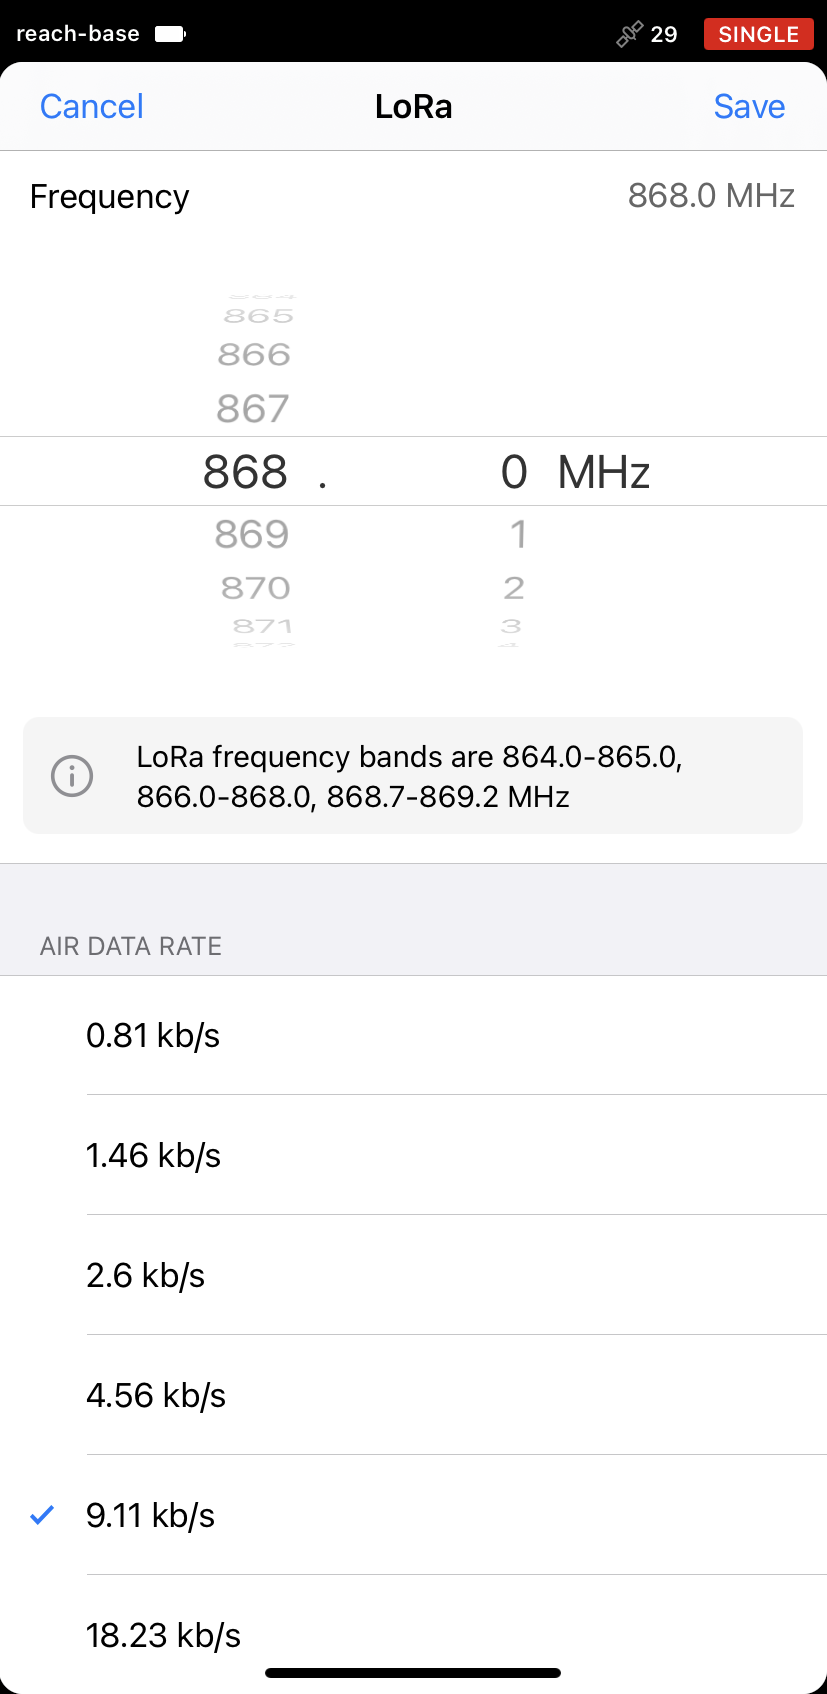 reach-base
29
SINGLE
Cancel
LoRa
Save
Frequency
868.0 MHz
865
866
867
868 . 0 MHz
869 1
870 2
871 3
LoRa frequency bands are 864.0-865.0,
866.0-868.0, 868.7-869.2 MHz
AIR DATA RATE
0.81 kb/s
1.46 kb/s
2.6 kb/s
4.56 kb/s
9.11 kb/s
18.23 kb/s